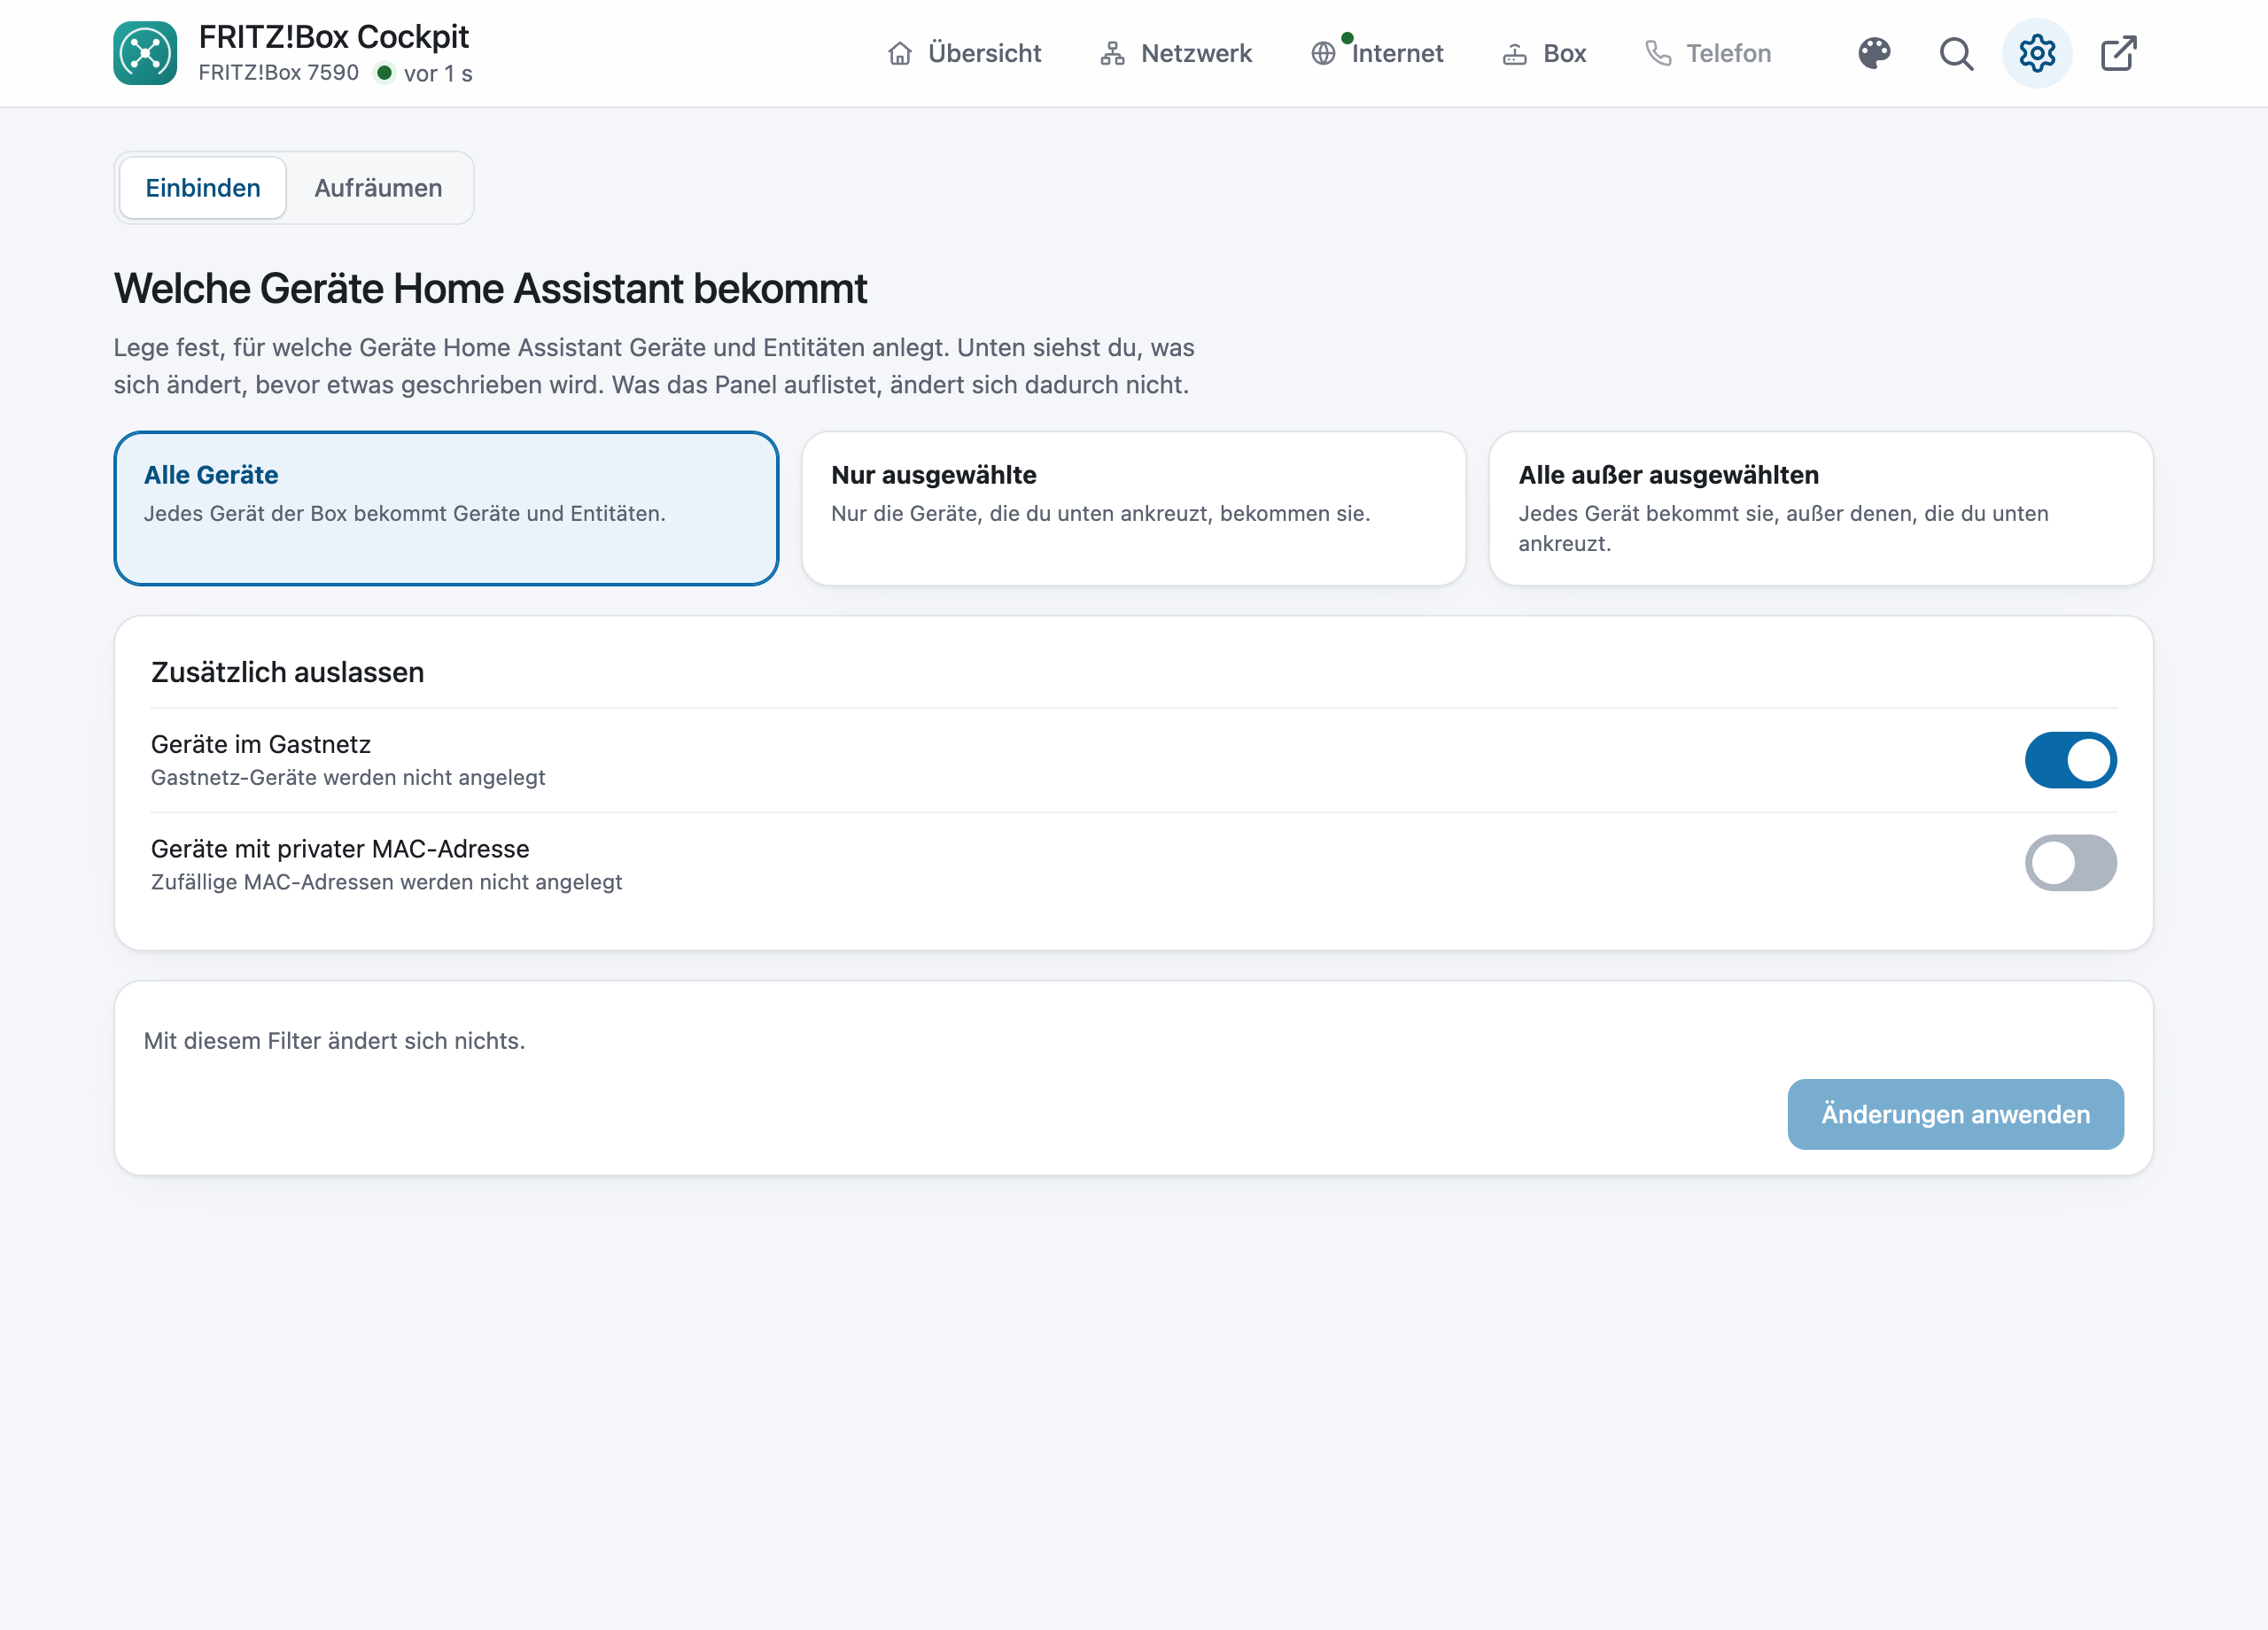 FRITZ!Box Cockpit
FRITZ!Box 7590 vor 1 s
Übersicht
Netzwerk
Internet
Box
Telefon
Einbinden
Aufräumen
Welche Geräte Home Assistant bekommt
Lege fest, für welche Geräte Home Assistant Geräte und Entitäten anlegt. Unten siehst du, was
sich ändert, bevor etwas geschrieben wird. Was das Panel auflistet, ändert sich dadurch nicht.
Alle Geräte
Jedes Gerät der Box bekommt Geräte und Entitäten.
Nur ausgewählte
Nur die Geräte, die du unten ankreuzt, bekommen sie.
Alle außer ausgewählten
Jedes Gerät bekommt sie, außer denen, die du unten
ankreuzt.
Zusätzlich auslassen
Geräte im Gastnetz
Gastnetz-Geräte werden nicht angelegt
Geräte mit privater MAC-Adresse
Zufällige MAC-Adressen werden nicht angelegt
Mit diesem Filter ändert sich nichts.
Änderungen anwenden